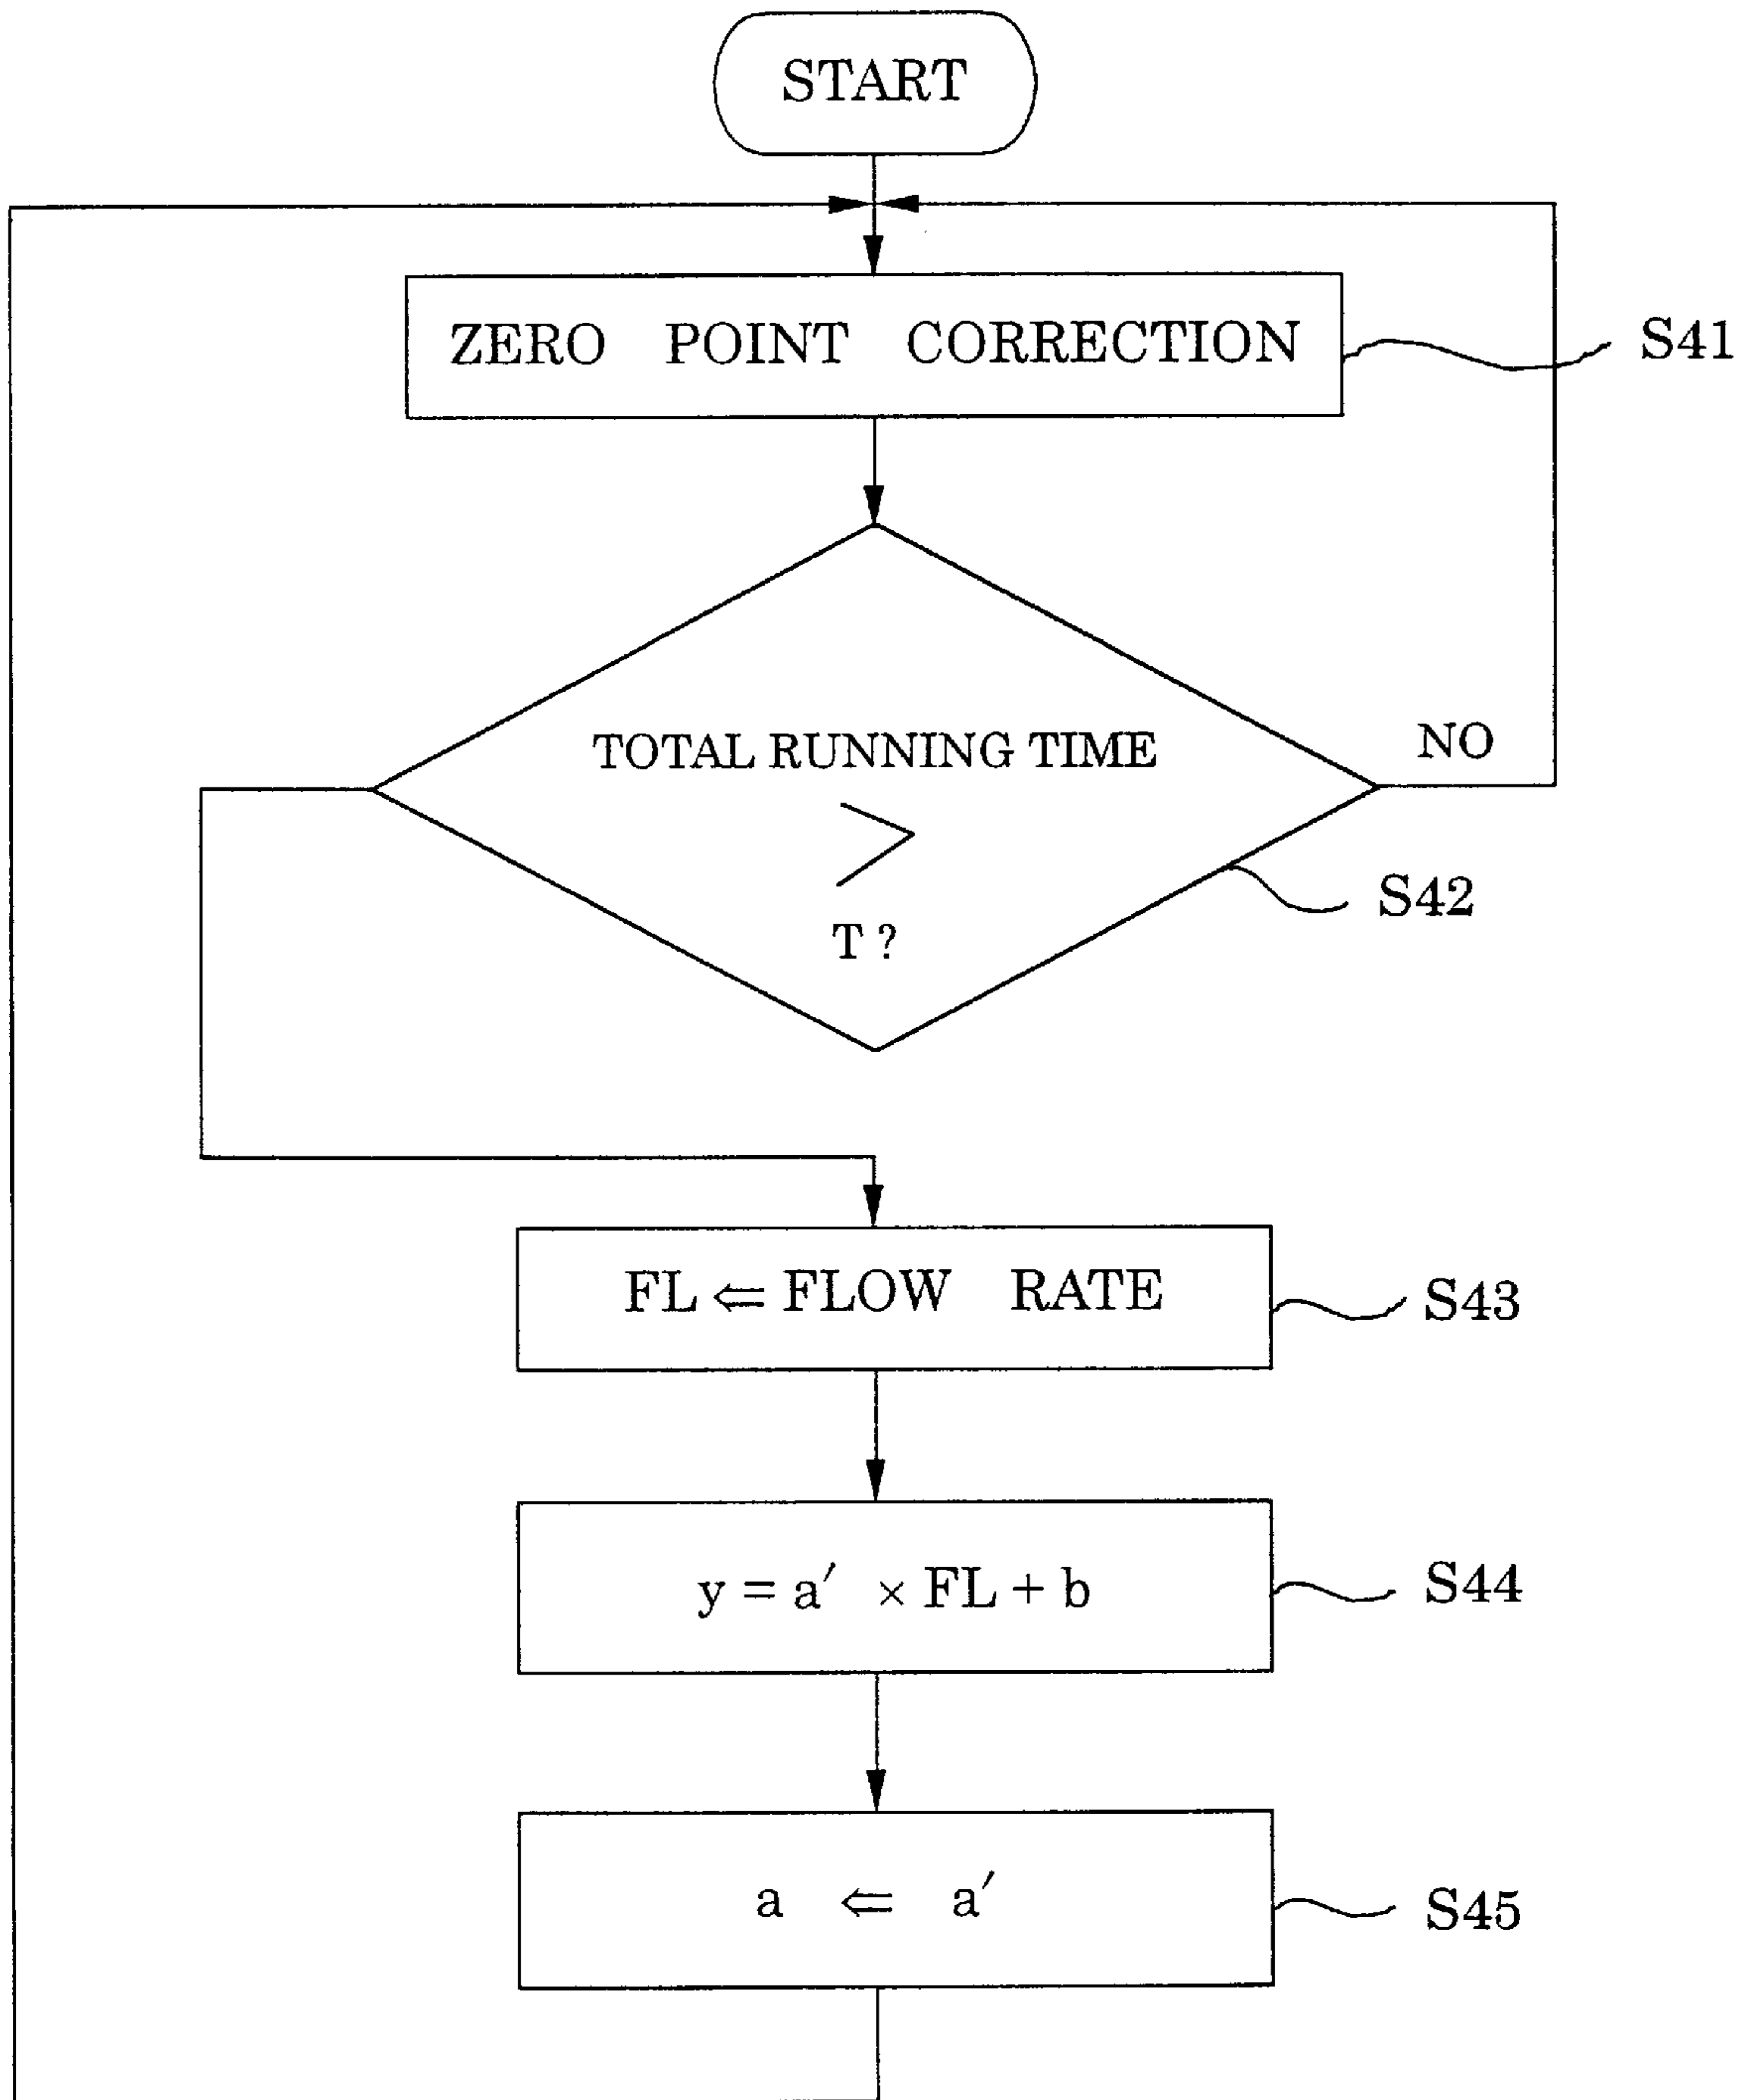 START
ZERO POINT CORRECTION
S41
TOTAL RUNNING TIME
>
T ?
NO
S42
FL ⇐ FLOW RATE
S43
y = a′ × FL + b
S44
a ⇐ a′
S45